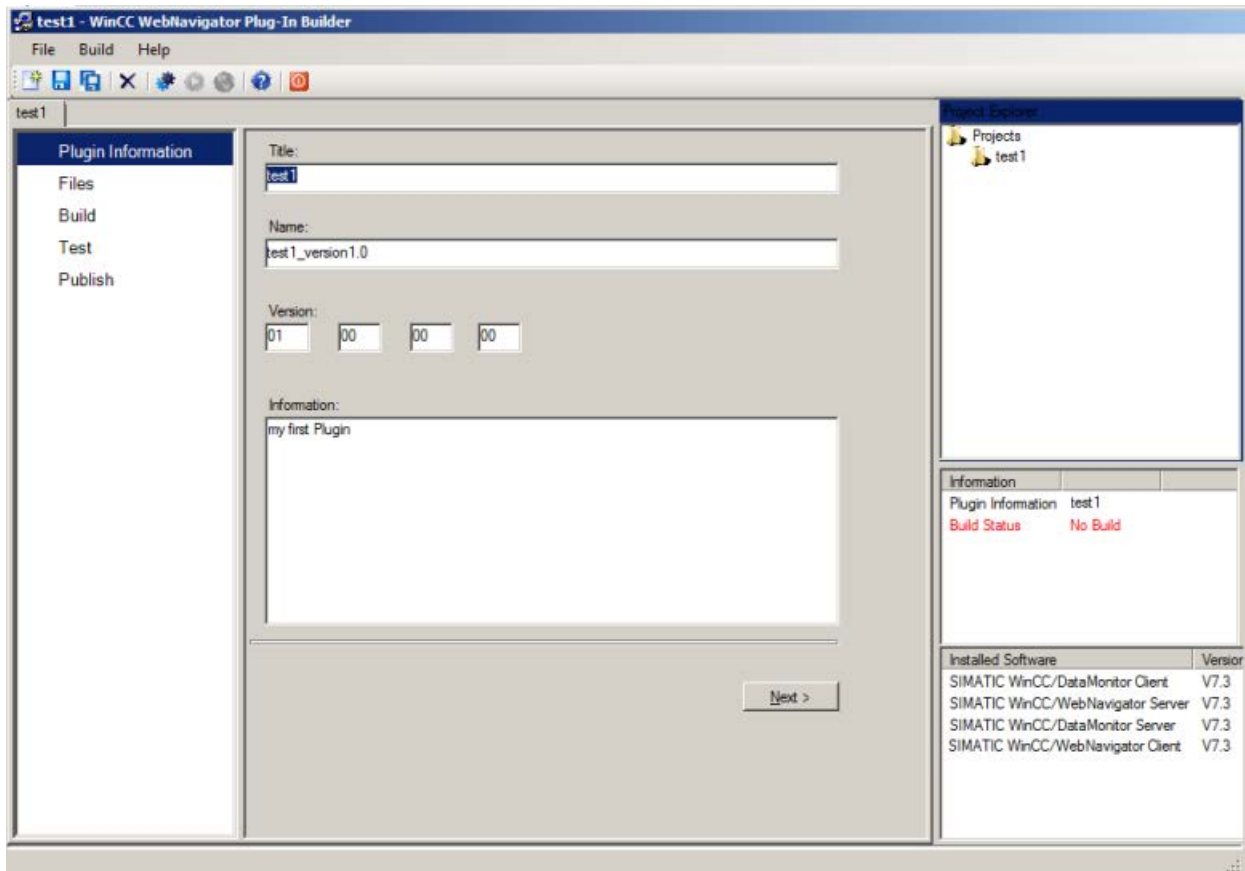 test1 - WinCC WebNavigator Plug-In Builder
File Build Help
test1
Plugin Information
Files
Build
Test
Publish
Title:
test1
Name:
test1_version1.0
Version:
01 00 00 00
Information:
my first Plugin
Next >
Project Explorer
Projects
test1
Information
Plugin Information test1
Build Status No Build
Installed Software Version
SIMATIC WinCC/DataMonitor Client V7.3
SIMATIC WinCC/WebNavigator Server V7.3
SIMATIC WinCC/DataMonitor Server V7.3
SIMATIC WinCC/WebNavigator Client V7.3